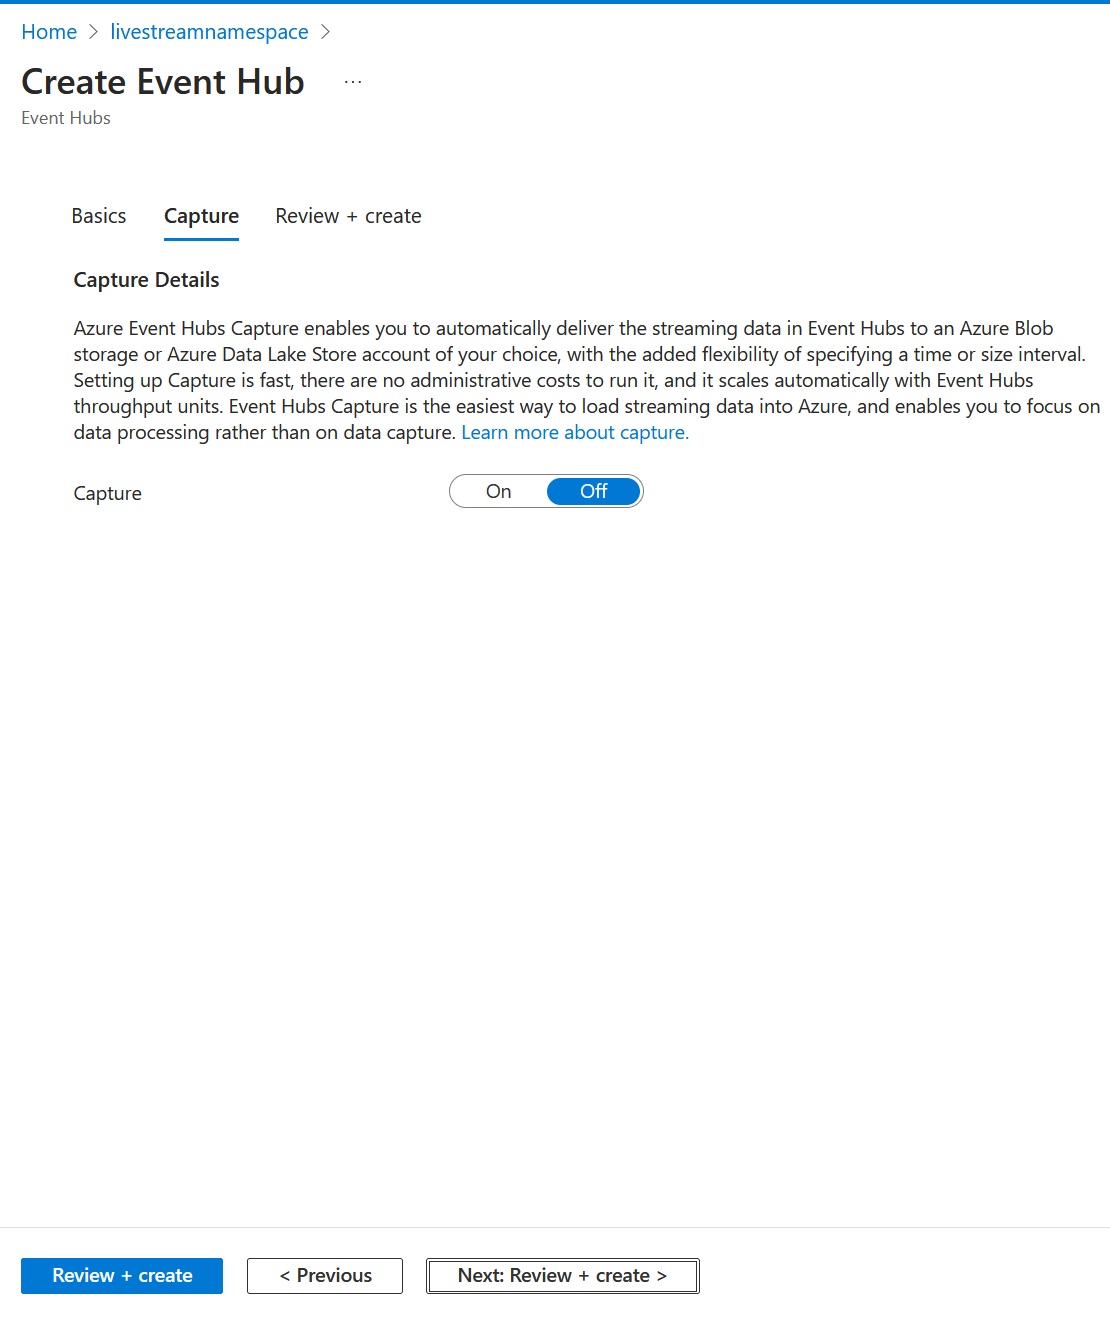 Home > livestreamnamespace >
Create Event Hub ...
Event Hubs
Basics Capture Review + create
Capture Details
Azure Event Hubs Capture enables you to automatically deliver the streaming data in Event Hubs to an Azure Blob
storage or Azure Data Lake Store account of your choice, with the added flexibility of specifying a time or size interval.
Setting up Capture is fast, there are no administrative costs to run it, and it scales automatically with Event Hubs
throughput units. Event Hubs Capture is the easiest way to load streaming data into Azure, and enables you to focus on
data processing rather than on data capture. Learn more about capture.
Capture On Off
Review + create < Previous Next: Review + create >